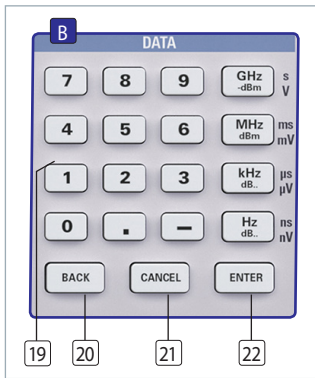 B
DATA
7 8 9 GHz -dBm s V
4 5 6 MHz dBm ms mV
1 2 3 kHz dB.. µs µV
0 . – Hz dB.. ns nV
BACK CANCEL ENTER
19 20 21 22